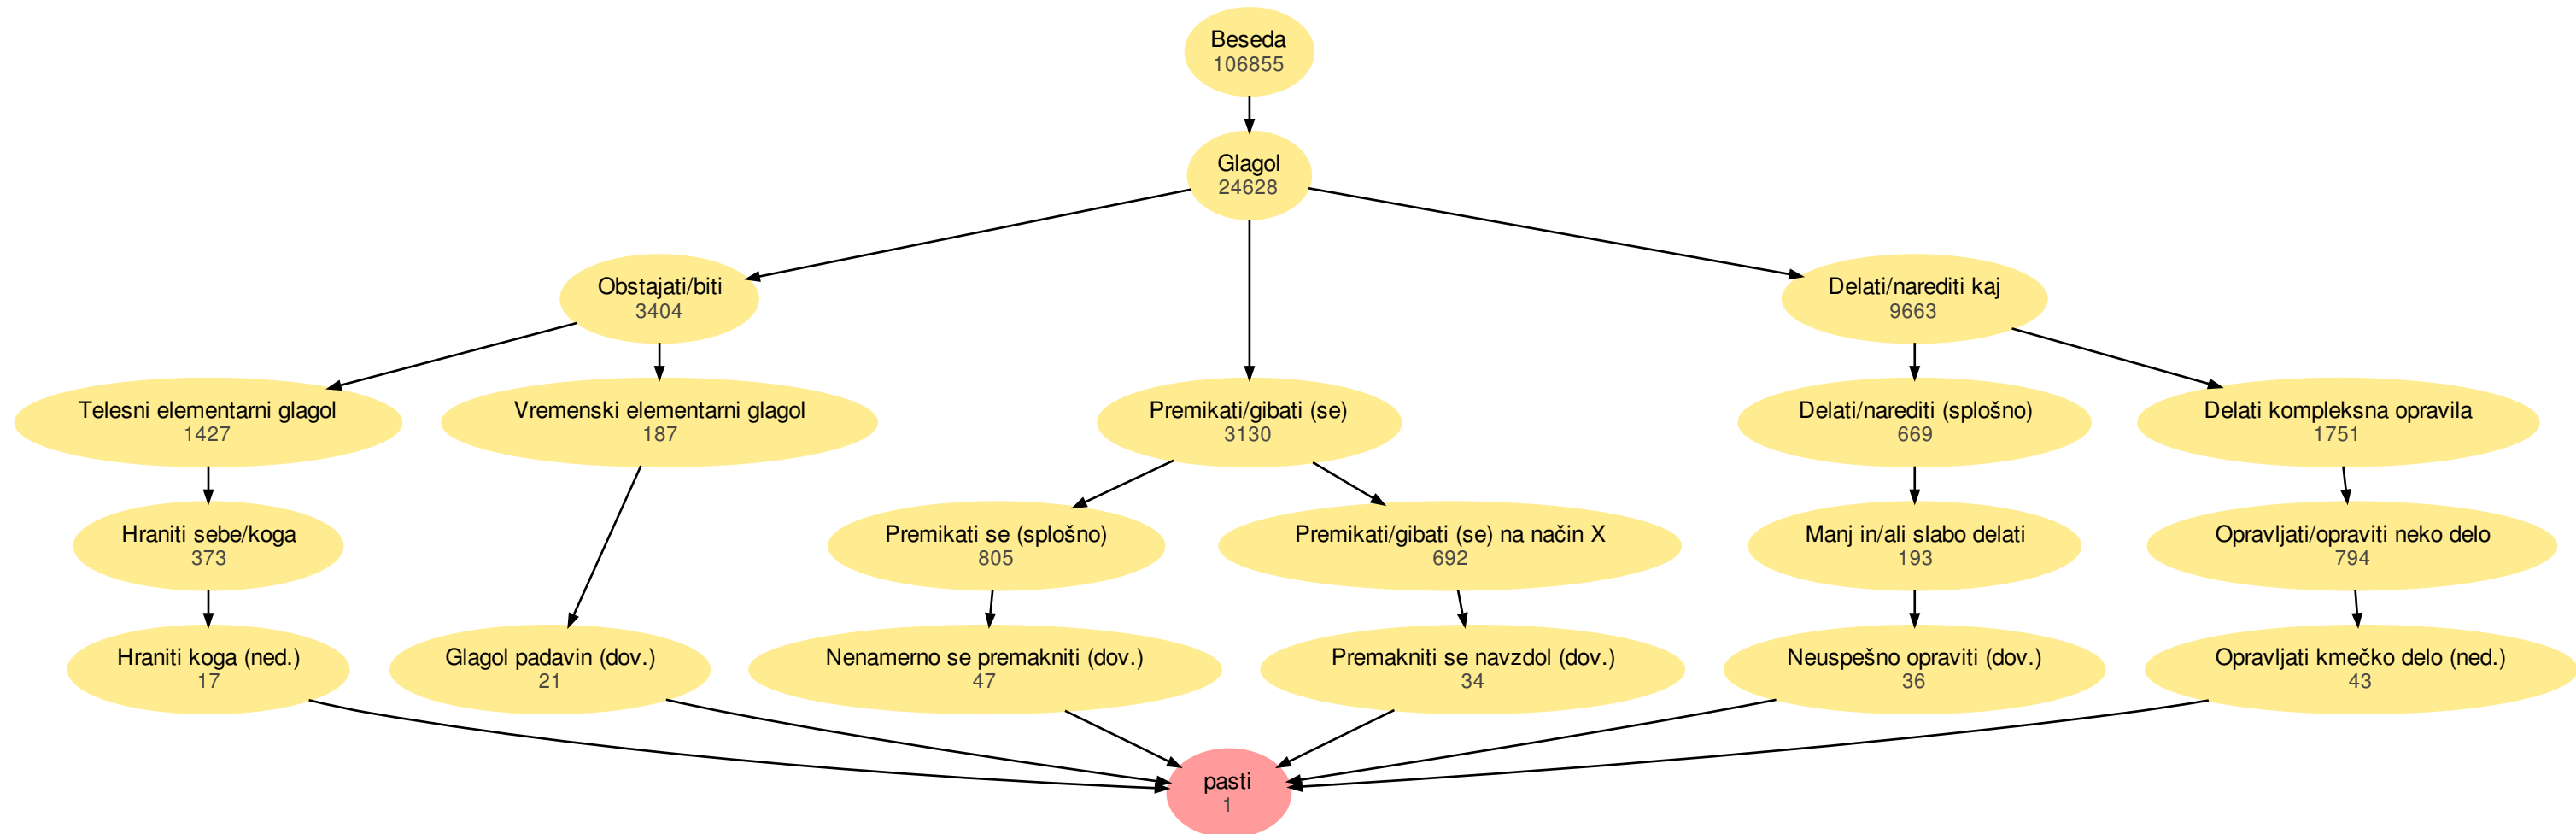 Beseda
106855
Glagol
24628
Obstajati/biti
3404
Delati/narediti kaj
9663
Telesni elementarni glagol
1427
Vremenski elementarni glagol
187
Premikati/gibati (se)
3130
Delati/narediti (splošno)
669
Delati kompleksna opravila
1751
Hraniti sebe/koga
373
Premikati se (splošno)
805
Premikati/gibati (se) na način X
692
Manj in/ali slabo delati
193
Opravljati/opraviti neko delo
794
Hraniti koga (ned.)
17
Glagol padavin (dov.)
21
Nenamerno se premakniti (dov.)
47
Premakniti se navzdol (dov.)
34
Neuspešno opraviti (dov.)
36
Opravljati kmečko delo (ned.)
43
pasti
1